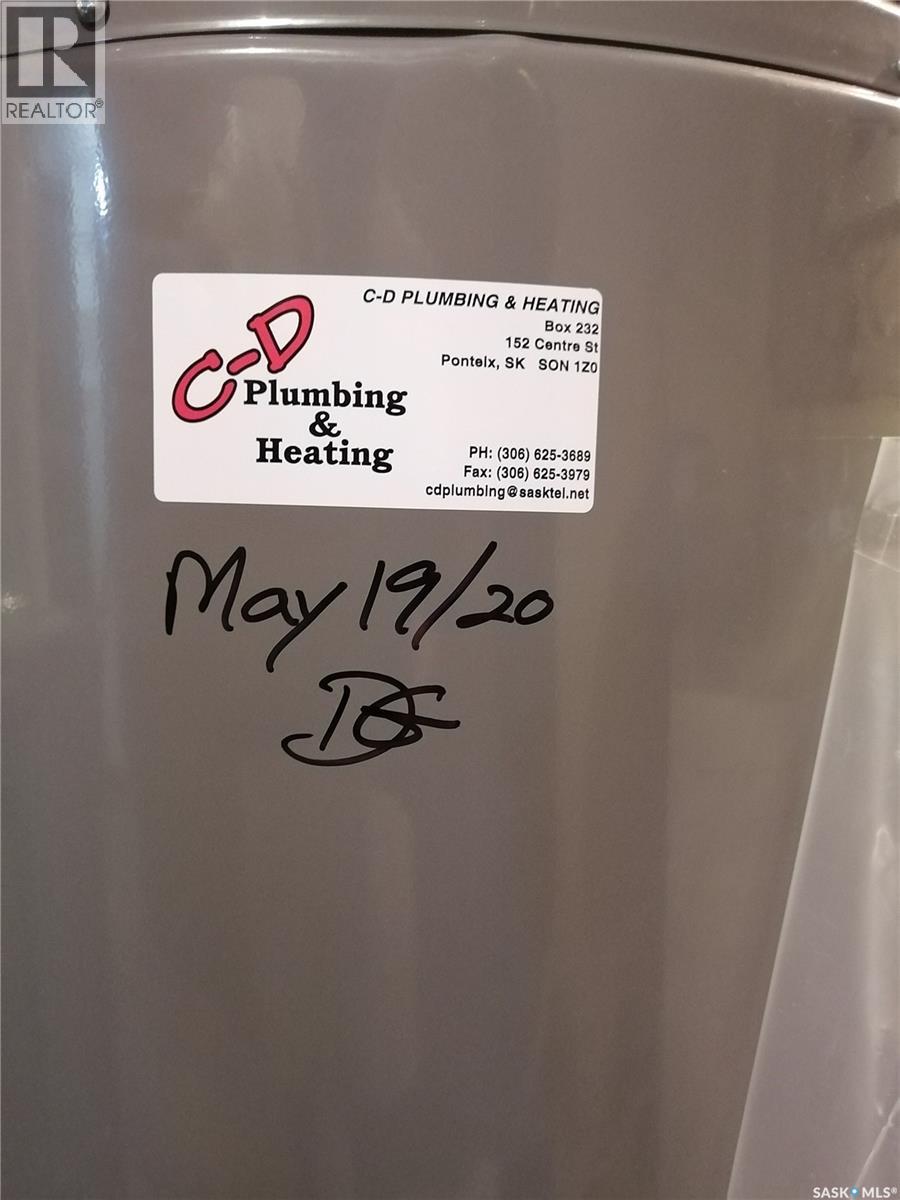 REALTOR®
C-D PLUMBING & HEATING
Box 232
152 Centre St
Ponteix, SK S0N 1Z0
C-D
Plumbing
&
Heating
PH: (306) 625-3689
Fax: (306) 625-3979
cdplumbing@sasktel.net
May 19/20
SASK MLS®